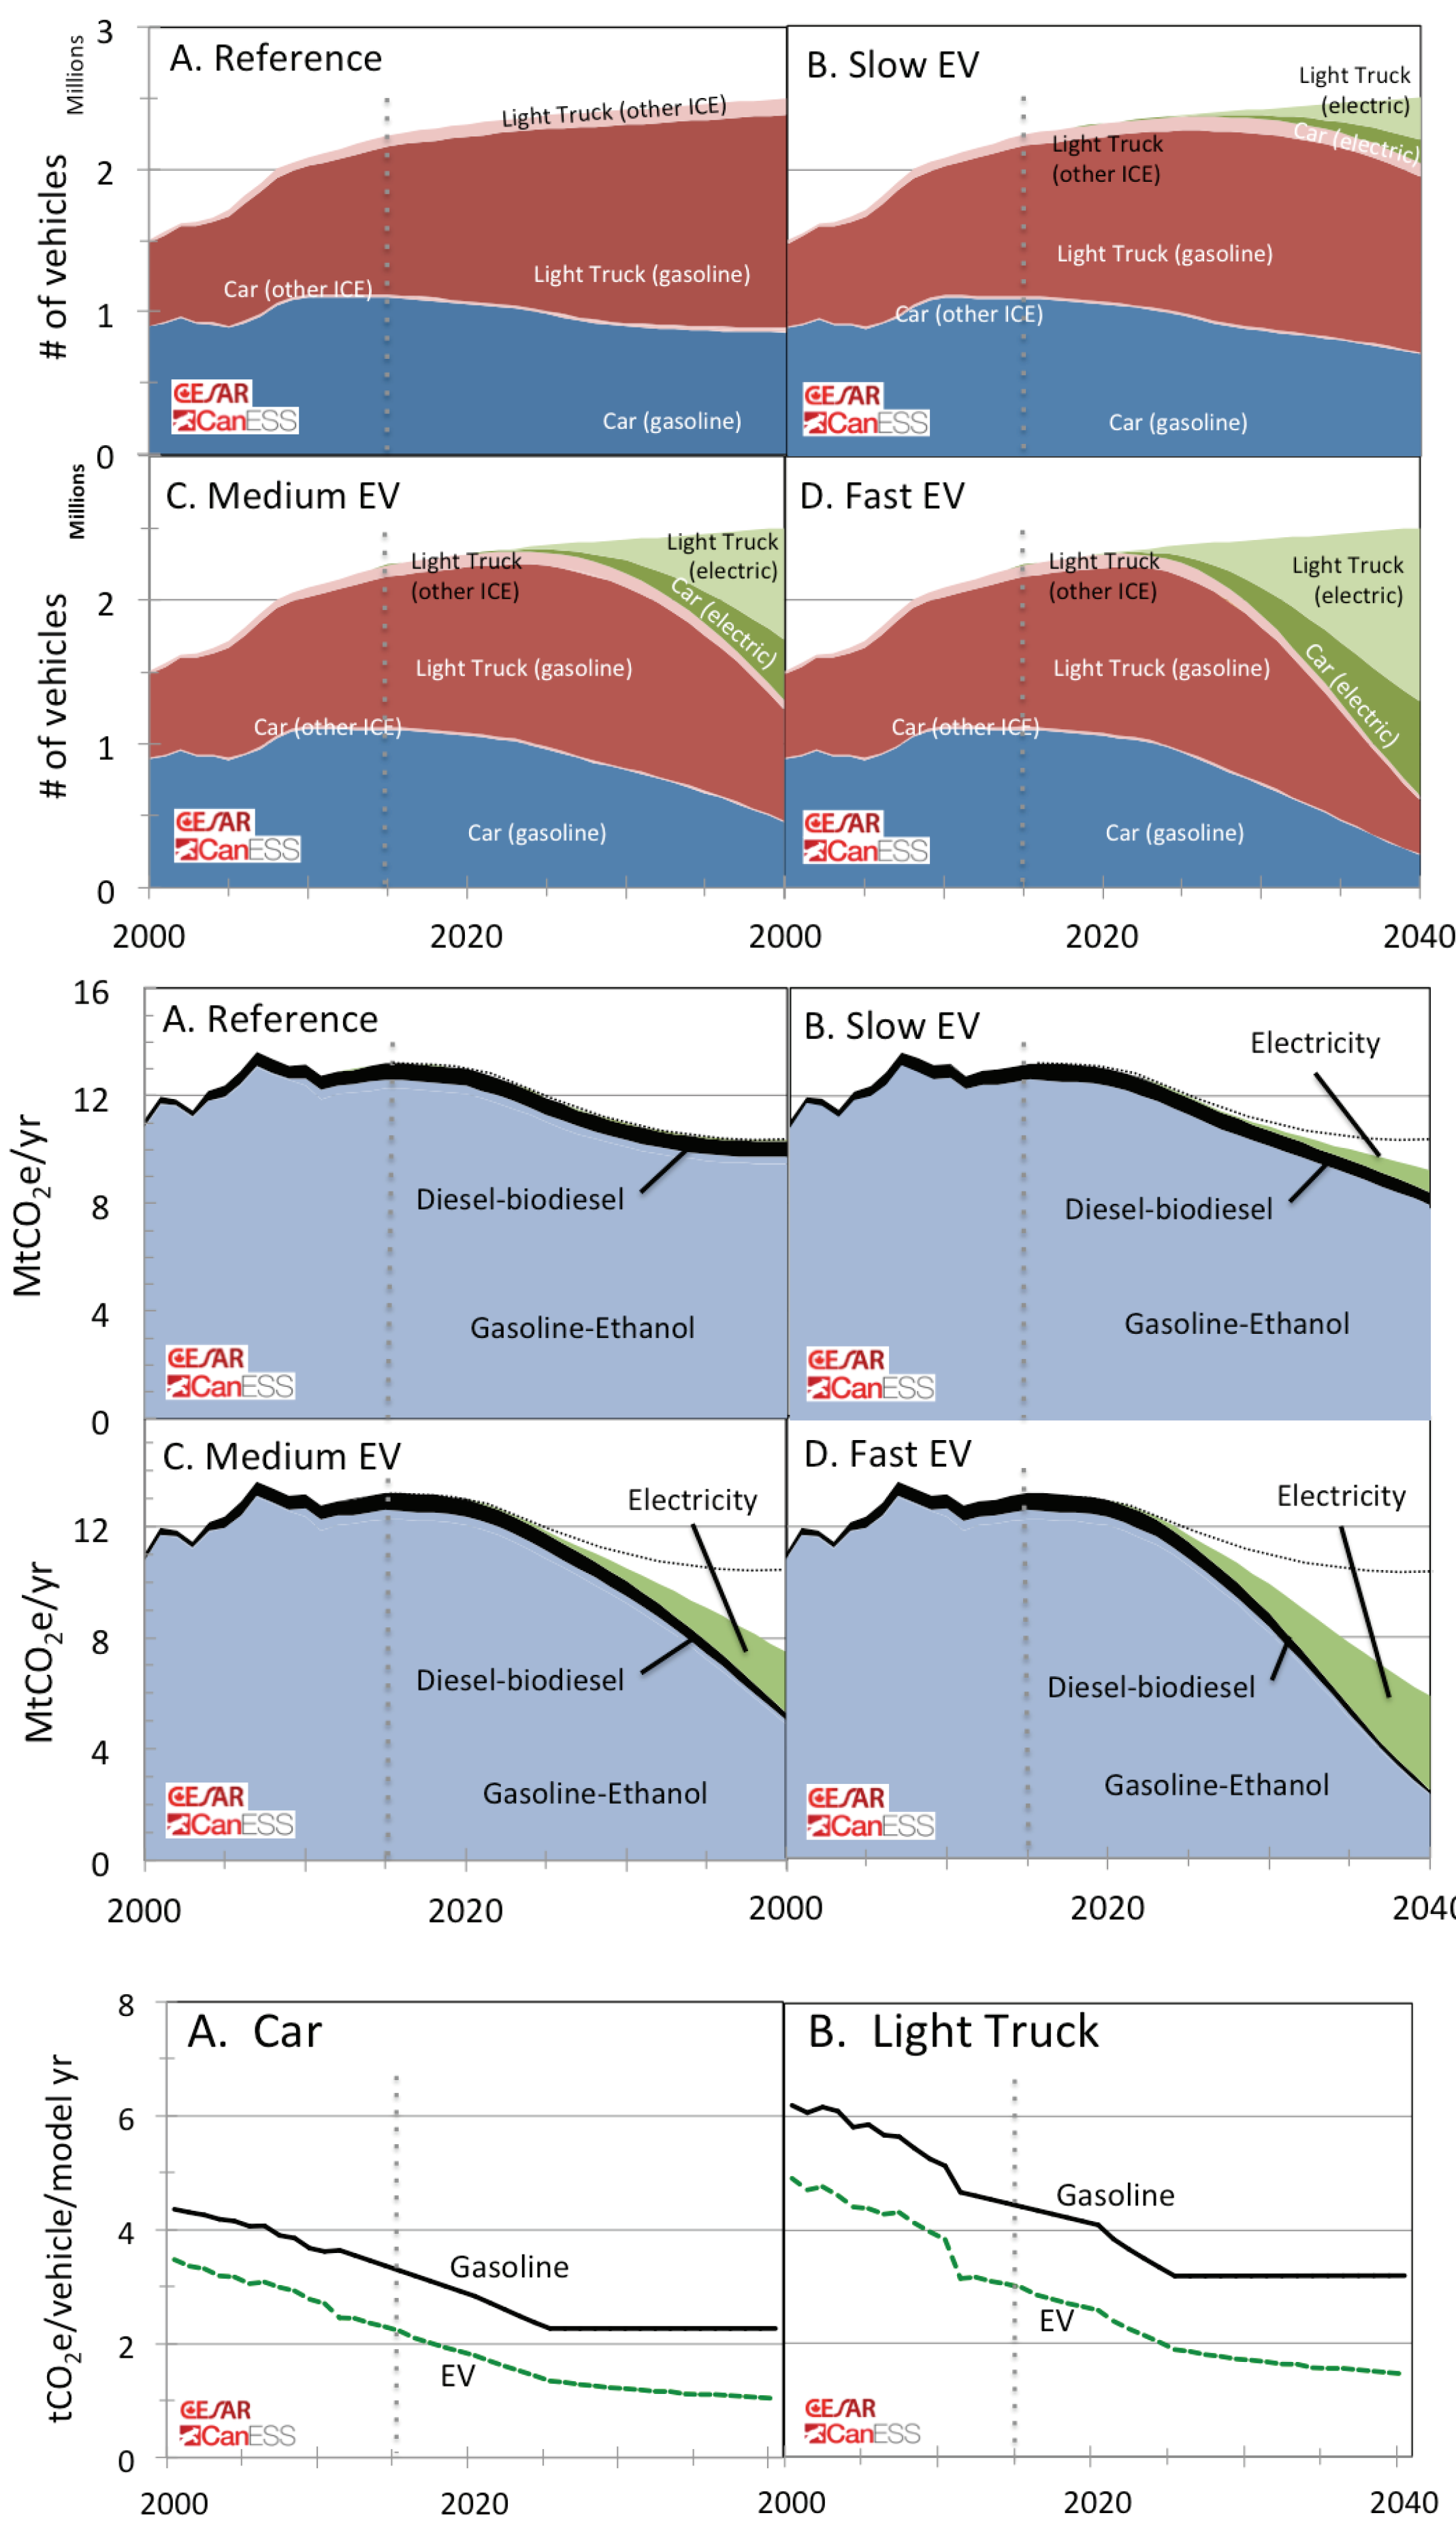 3
Millions
A. Reference
B. Slow EV
Light Truck
(electric)
Light Truck (other ICE)
Car (electric)
Light Truck
(other ICE)
2
# of vehicles
Light Truck (gasoline)
Light Truck (gasoline)
Car (other ICE)
Car (other ICE)
1
CESAR
CanESS
CESAR
CanESS
Car (gasoline)
Car (gasoline)
0
Millions
C. Medium EV
D. Fast EV
Light Truck
(electric)
Light Truck
(other ICE)
Light Truck
(other ICE)
Light Truck
(electric)
2
Car (electric)
# of vehicles
Light Truck (gasoline)
Light Truck (gasoline)
Car (electric)
Car (other ICE)
Car (other ICE)
1
CESAR
CanESS
CESAR
CanESS
Car (gasoline)
Car (gasoline)
0
2000
2020
2000
2020
2040
16
A. Reference
B. Slow EV
Electricity
12
MtCO2e/yr
Diesel-biodiesel
Diesel-biodiesel
8
4
Gasoline-Ethanol
Gasoline-Ethanol
CESAR
CanESS
CESAR
CanESS
0
C. Medium EV
D. Fast EV
Electricity
Electricity
12
MtCO2e/yr
8
Diesel-biodiesel
Diesel-biodiesel
4
Gasoline-Ethanol
Gasoline-Ethanol
CESAR
CanESS
CESAR
CanESS
0
2000
2020
2000
2020
204
8
A. Car
B. Light Truck
tCO2e/vehicle/model yr
6
Gasoline
4
Gasoline
EV
2
EV
CESAR
CanESS
CESAR
CanESS
0
2000
2020
2000
2020
2040